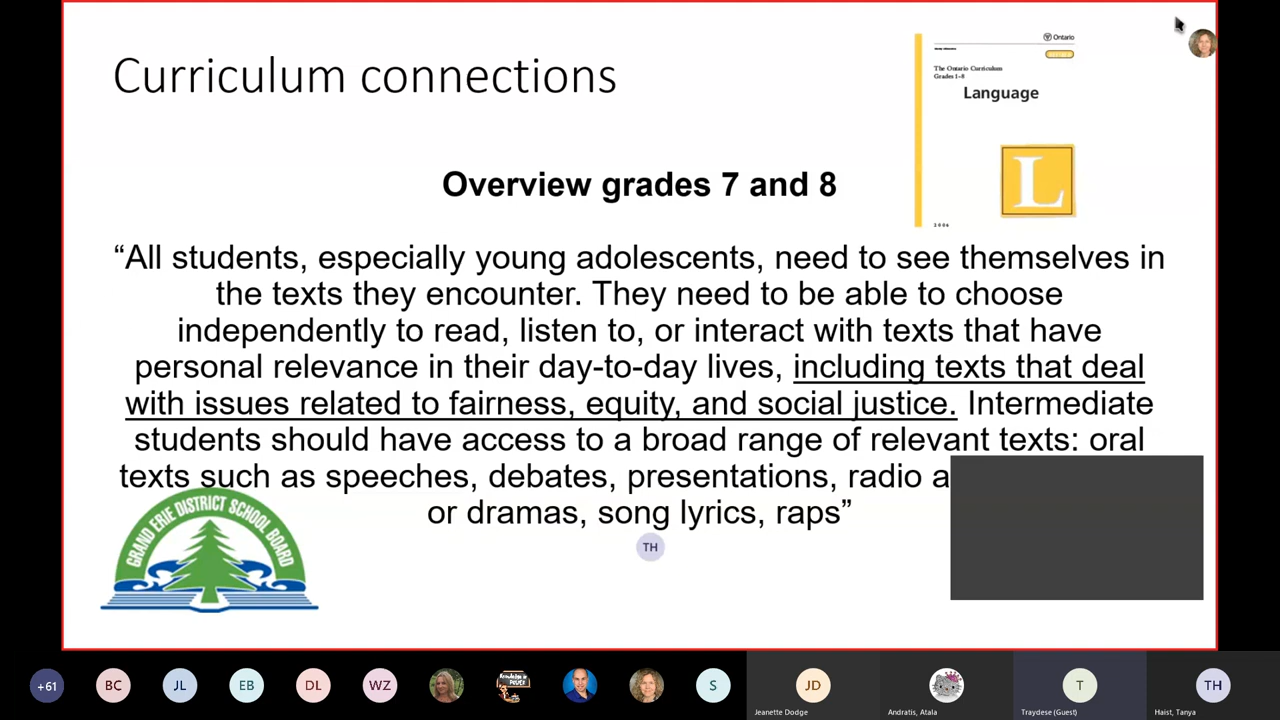 Curriculum connections
Ontario
The Ontario Curriculum
Grades 1-8
Language
L
2006
Overview grades 7 and 8
“All students, especially young adolescents, need to see themselves in
the texts they encounter. They need to be able to choose
independently to read, listen to, or interact with texts that have
personal relevance in their day-to-day lives, including texts that deal
with issues related to fairness, equity, and social justice. Intermediate
students should have access to a broad range of relevant texts: oral
texts such as speeches, debates, presentations, radio a
or dramas, song lyrics, raps”
GRAND ERIE DISTRICT SCHOOL BOARD
TH
+61 BC JL EB DL WZ S JD T TH
Jeanette Dodge Andratis, Atala Traydese (Guest) Haist, Tanya